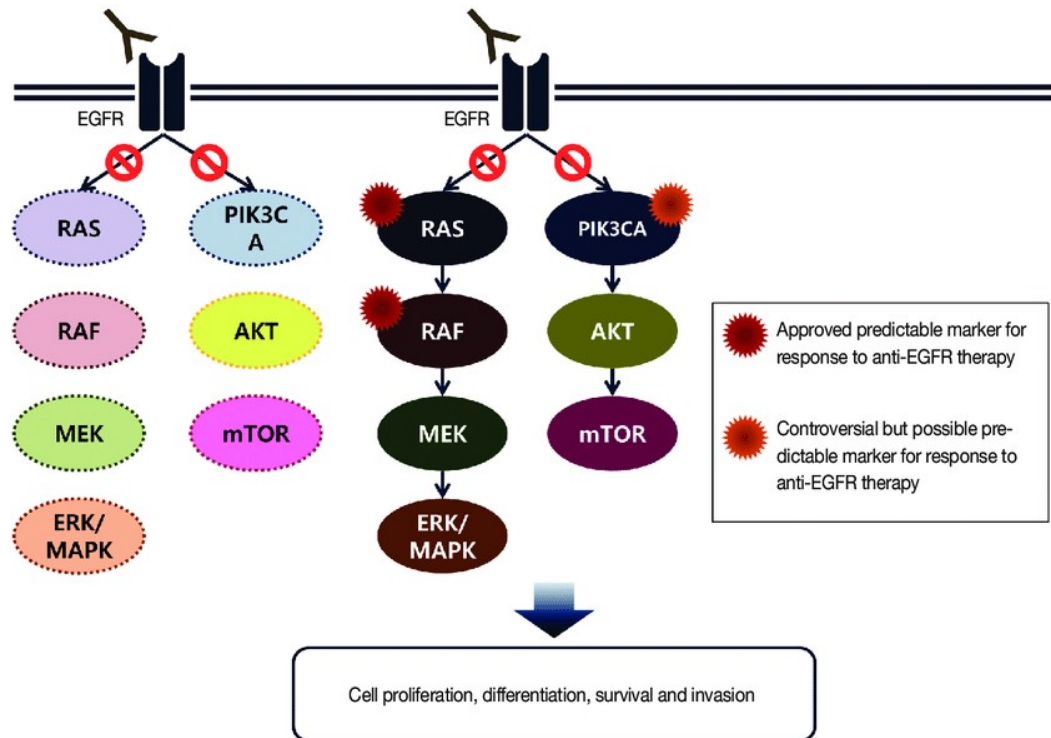 EGFR
EGFR
RAS
PIK3C
A
RAS
PIK3CA
RAF
AKT
RAF
AKT
MEK
mTOR
MEK
mTOR
ERK/
MAPK
ERK/
MAPK
Approved predictable marker for
response to anti-EGFR therapy
Controversial but possible pre-
dictable marker for response to
anti-EGFR therapy
Cell proliferation, differentiation, survival and invasion